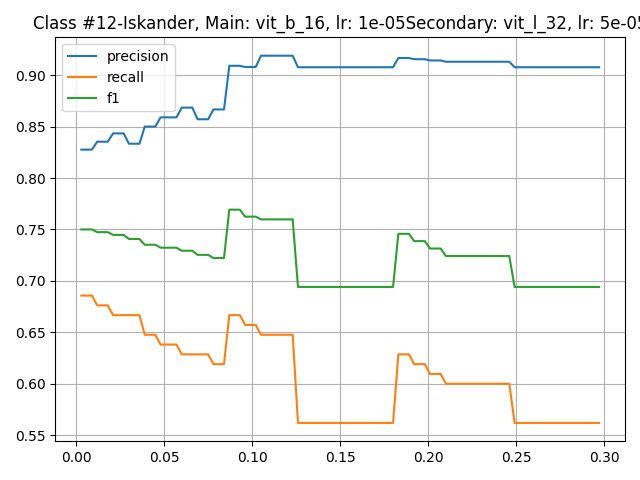 Class #12-Iskander, Main: vit_b_16, lr: 1e-05Secondary: vit_l_32, lr: 5e-05
precision
recall
f1
0.90
0.85
0.80
0.75
0.70
0.65
0.60
0.55
0.00 0.05 0.10 0.15 0.20 0.25 0.30